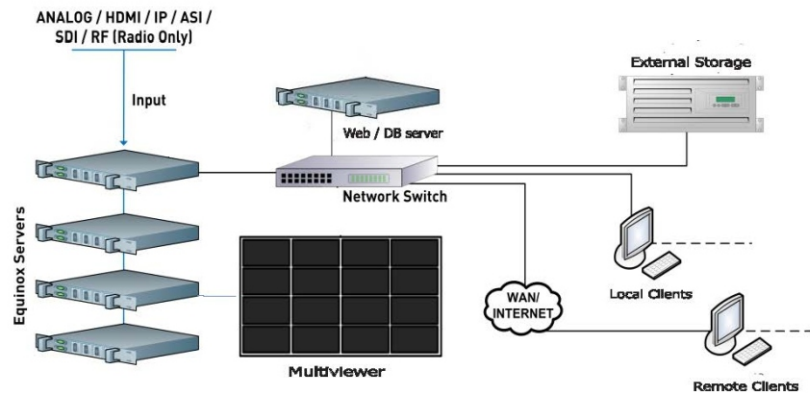 ANALOG / HDMI / IP / ASI /
SDI / RF (Radio Only)
Input
Equinox Servers
Web / DB server
Network Switch
External Storage
Multiviewer
WAN/
INTERNET
Local Clients
Remote Clients